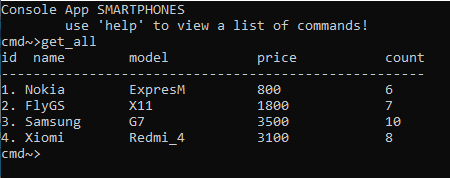 Console App SMARTPHONES
use 'help' to view a list of commands!
cmd~>get_all
id name model price count
-----------------------------------------------------
1. Nokia ExpresM 800 6
2. FlyGS X11 1800 7
3. Samsung G7 3500 10
4. Xiomi Redmi_4 3100 8
cmd~>